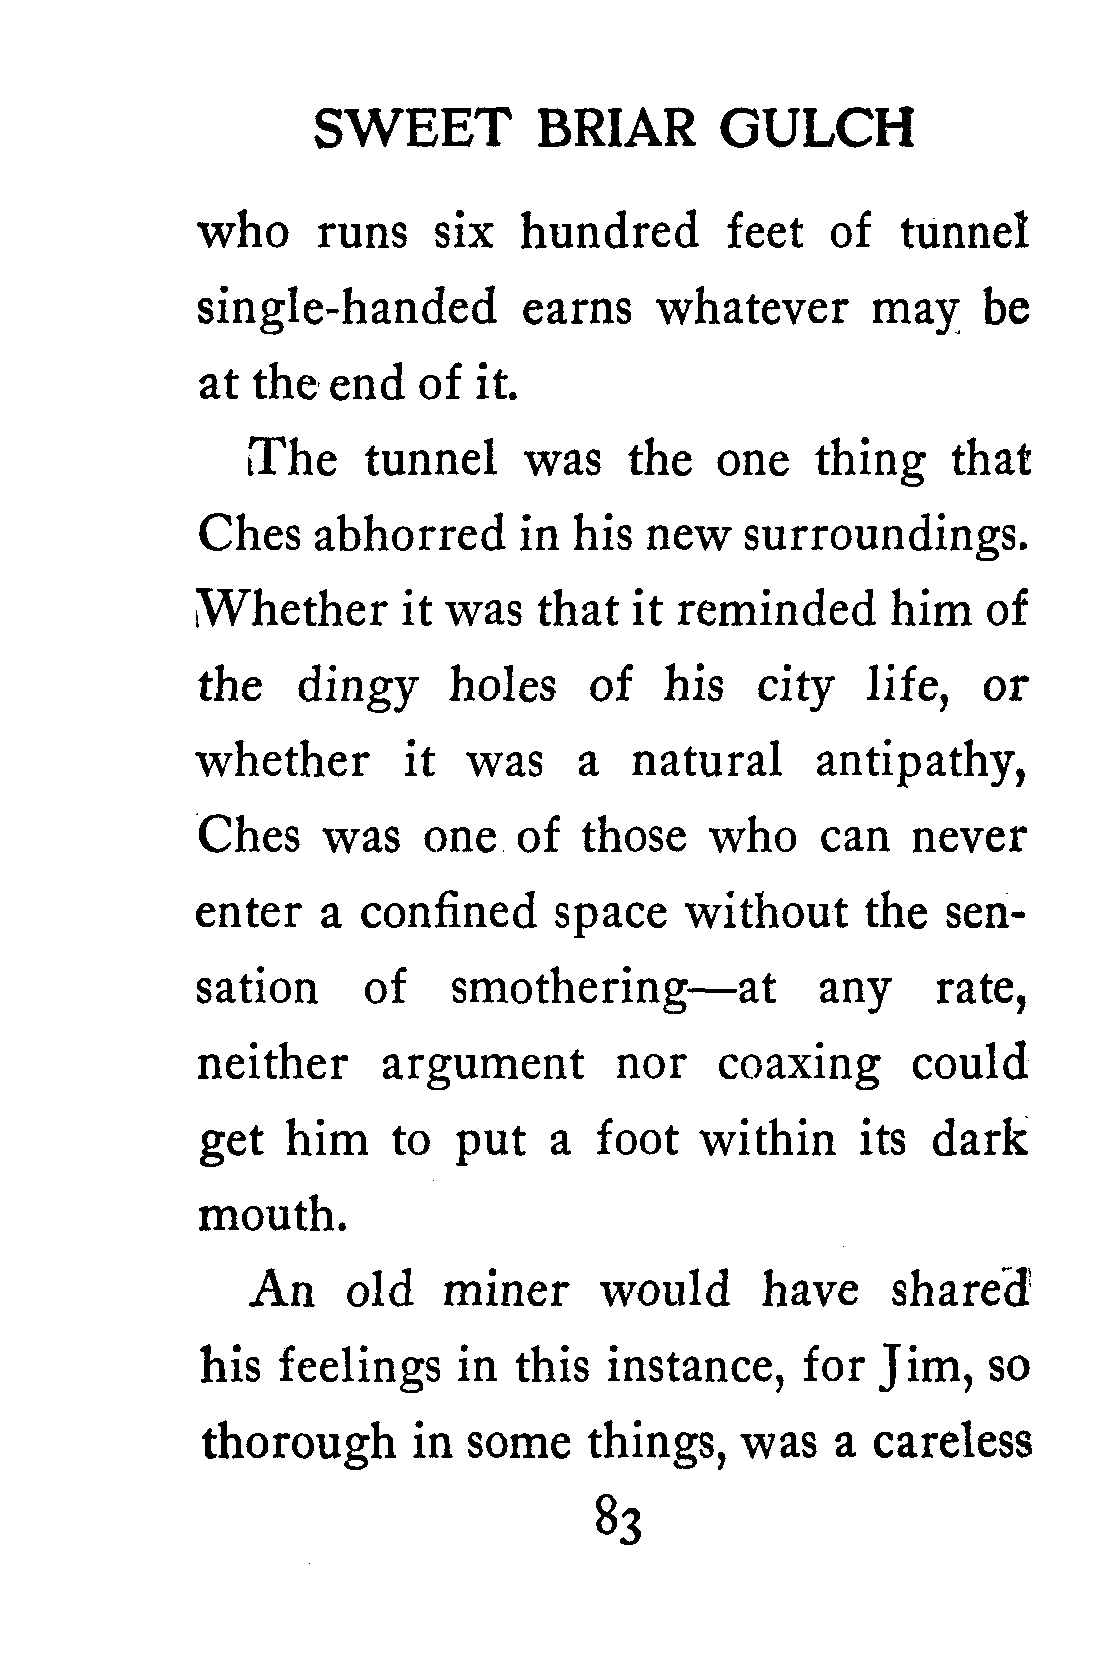 SWEET BRIAR GULCH
who runs six hundred feet of tunnel
single-handed earns whatever may be
at the end of it.
The tunnel was the one thing that
Ches abhorred in his new surroundings.
Whether it was that it reminded him of
the dingy holes of his city life, or
whether it was a natural antipathy,
Ches was one of those who can never
enter a confined space without the sen-
sation of smothering—at any rate,
neither argument nor coaxing could
get him to put a foot within its dark
mouth.
An old miner would have shared
his feelings in this instance, for Jim, so
thorough in some things, was a careless
83